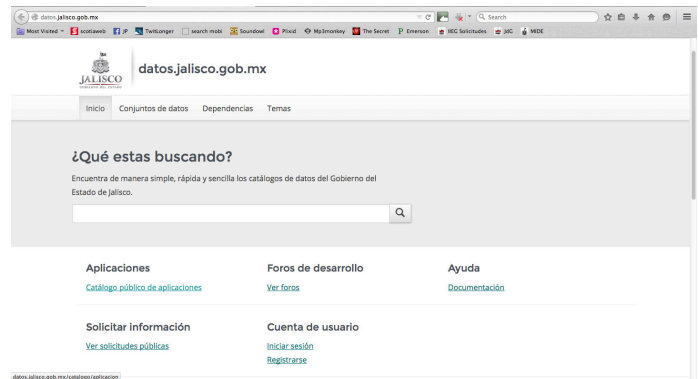 datos.jalisco.gob.mx
Search
Most Visited
scotiaweb
JP
TwitLonger
search mobi
Soundowl
Plixid
Mp3monkey
The Secret
Emerson
IIEG Solicitudes
JdG
MIDE
JALISCO
GOBIERNO DEL ESTADO
datos.jalisco.gob.mx
Inicio Conjuntos de datos Dependencias Temas
¿Qué estas buscando?
Encuentra de manera simple, rápida y sencilla los catálogos de datos del Gobierno del
Estado de Jalisco.
Aplicaciones Foros de desarrollo Ayuda
Catálogo público de aplicaciones Ver foros Documentación
Solicitar información Cuenta de usuario
Ver solicitudes públicas Iniciar sesión
Registrarse
datos.jalisco.gob.mx/catalogo/aplicacion